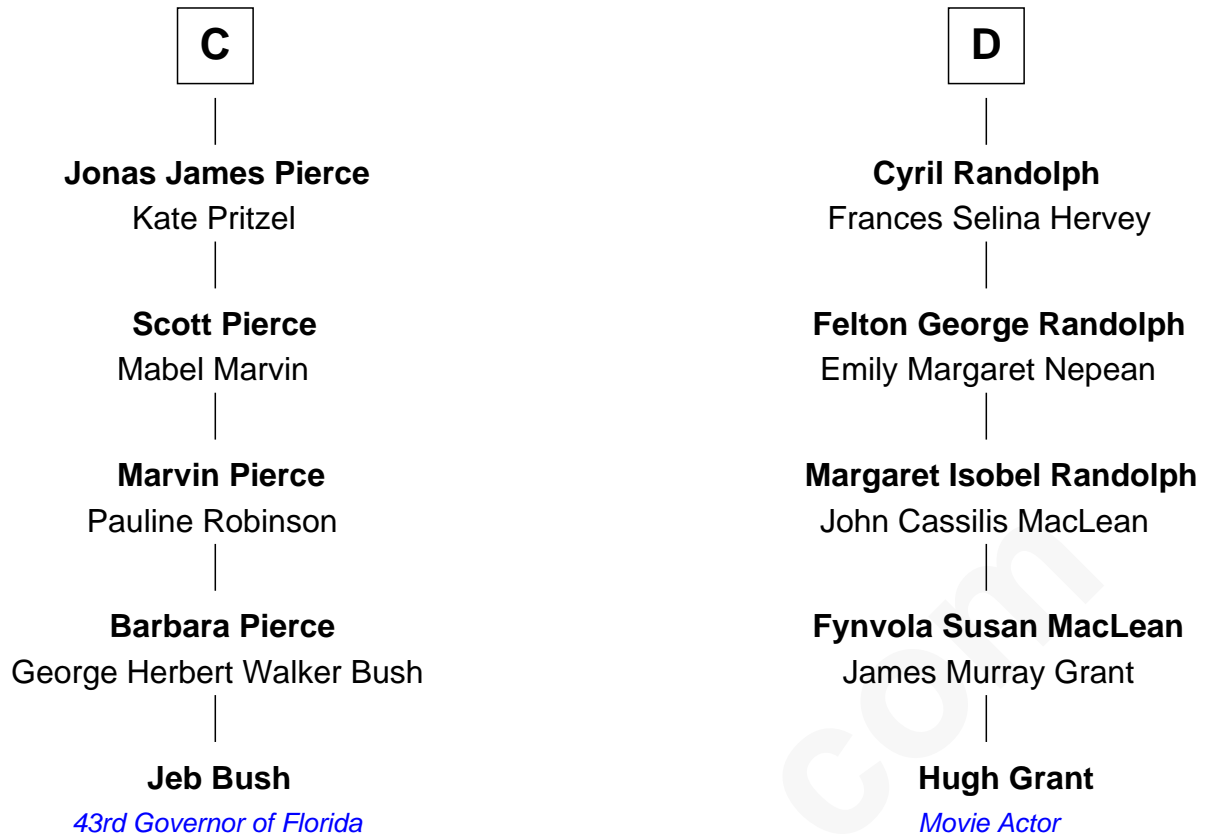 C
Jonas James Pierce
Kate Pritzel
Scott Pierce
Mabel Marvin
Marvin Pierce
Pauline Robinson
Barbara Pierce
George Herbert Walker Bush
Jeb Bush
43rd Governor of Florida
D
Cyril Randolph
Frances Selina Hervey
Felton George Randolph
Emily Margaret Nepean
Margaret Isobel Randolph
John Cassilis MacLean
Fynvola Susan MacLean
James Murray Grant
Hugh Grant
Movie Actor
com